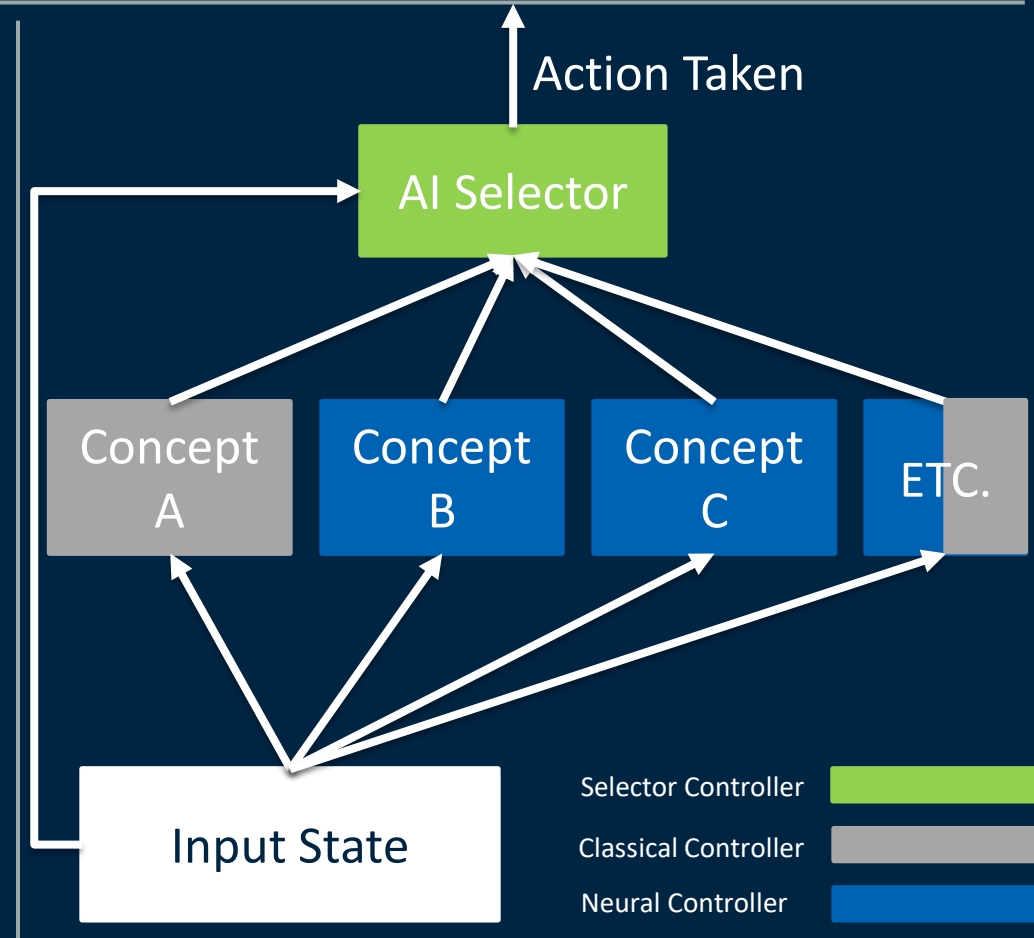 Action Taken
AI Selector
Concept
A
Concept
B
Concept
C
ETC.
Input State
Selector Controller
Classical Controller
Neural Controller